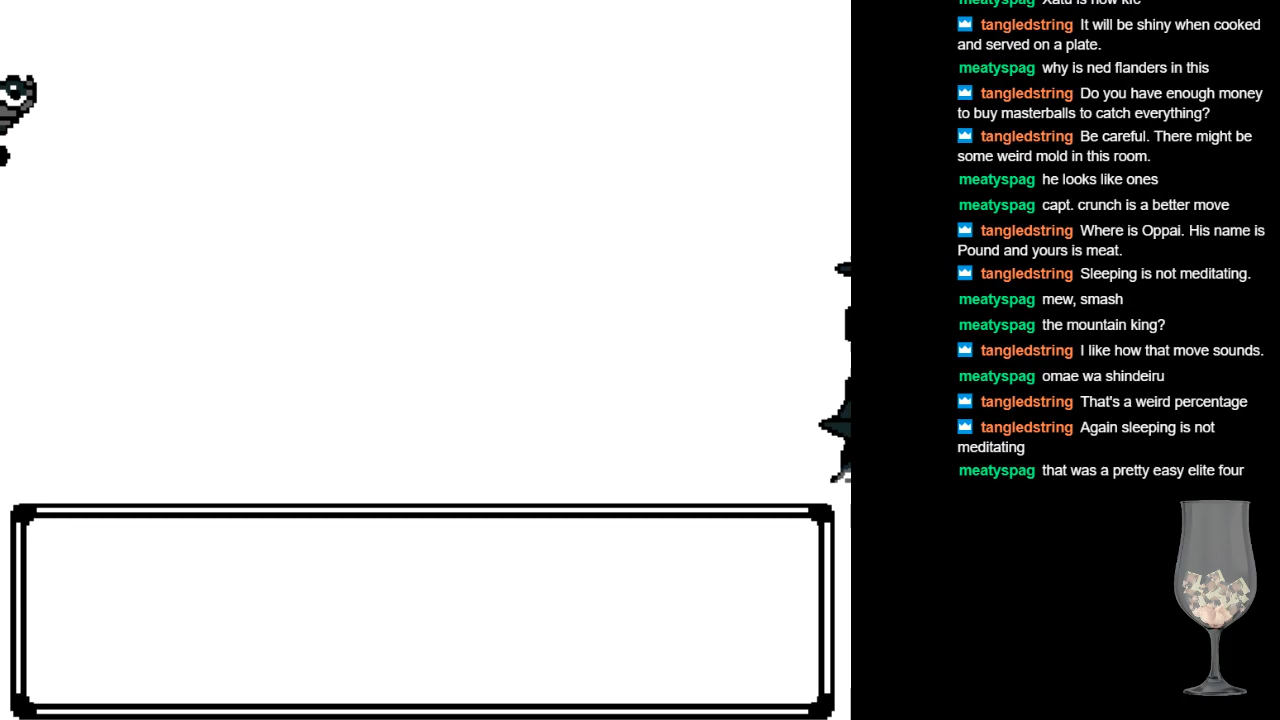 meatyspag Xatu is now kfc
tangledstring It will be shiny when cooked
and served on a plate.
meatyspag why is ned flanders in this
tangledstring Do you have enough money
to buy masterballs to catch everything?
tangledstring Be careful. There might be
some weird mold in this room.
meatyspag he looks like ones
meatyspag capt. crunch is a better move
tangledstring Where is Oppai. His name is
Pound and yours is meat.
tangledstring Sleeping is not meditating.
meatyspag mew, smash
meatyspag the mountain king?
tangledstring I like how that move sounds.
meatyspag omae wa shindeiru
tangledstring That's a weird percentage
tangledstring Again sleeping is not
meditating
meatyspag that was a pretty easy elite four